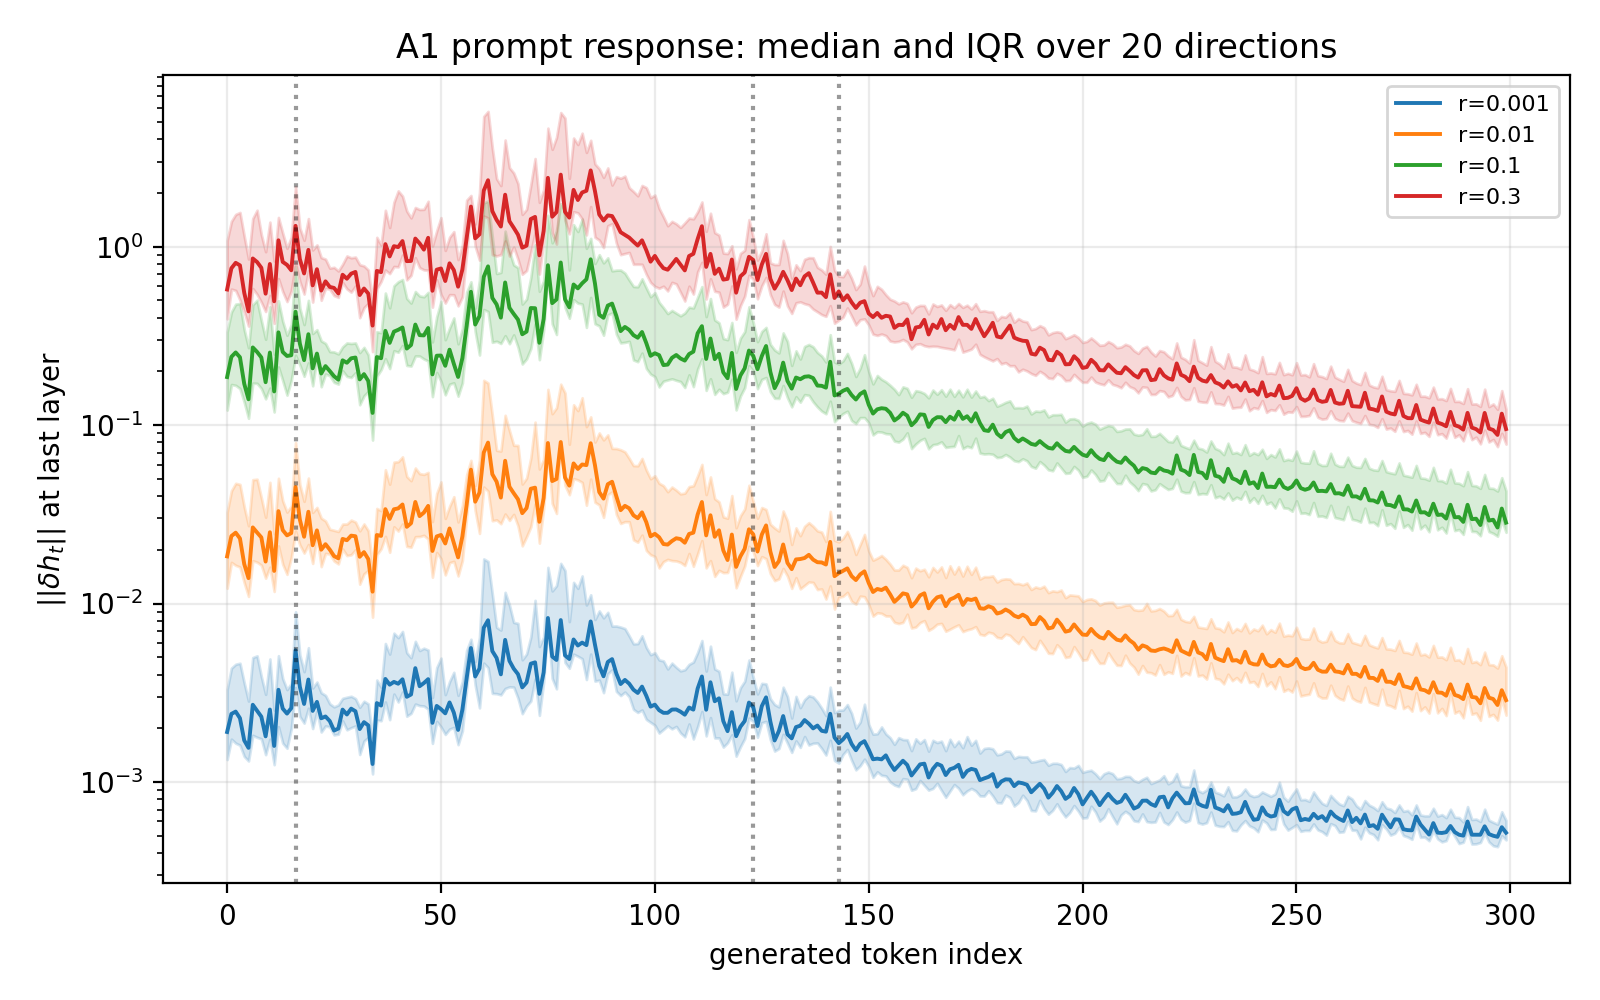 A1 prompt response: median and IQR over 20 directions
r=0.001
r=0.01
r=0.1
r=0.3
||δhₜ|| at last layer
10⁰
10⁻¹
10⁻²
10⁻³
0 50 100 150 200 250 300
generated token index